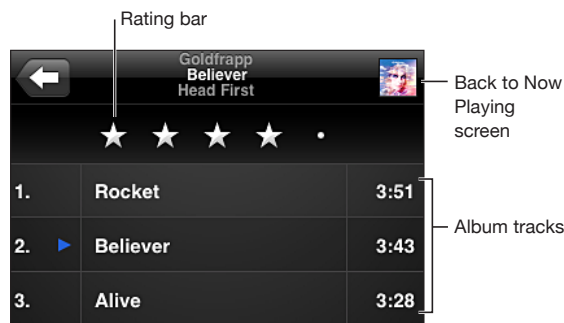 Rating bar
Goldfrapp
Believer
Head First
Back to Now
Playing
screen
1. Rocket 3:51
2. Believer 3:43
3. Alive 3:28
Album tracks